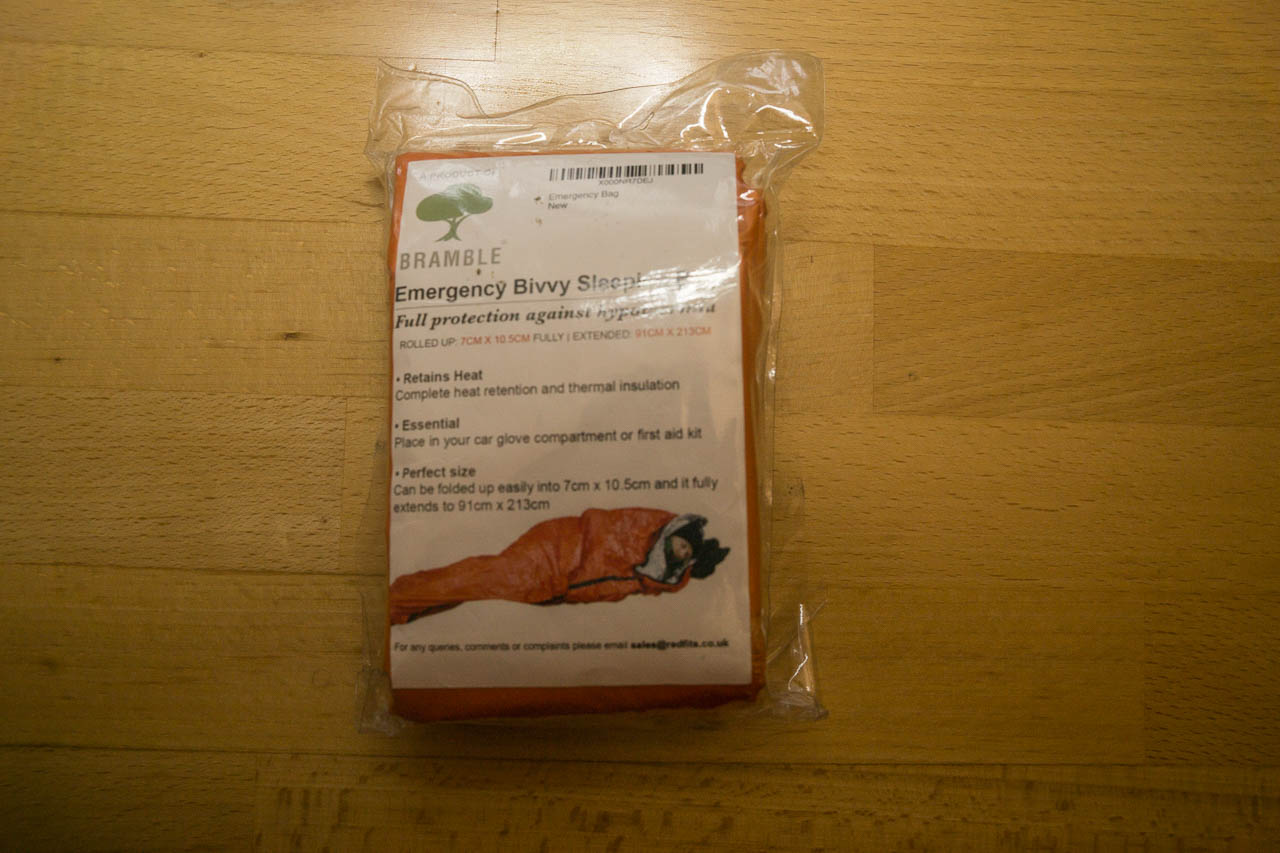 A PRODUCT OF
X000NR7DEJ
Emergency Bag
New
BRAMBLE
Emergency Bivvy
Full protection against
ROLLED UP: 7CM X 10.5CM FULLY | EXTENDED: 91CM X 213CM
• Retains Heat
Complete heat retention and thermal insulation
• Essential
Place in your car glove compartment or first aid kit
• Perfect size
Can be folded up easily into 7cm x 10.5cm and it fully
extends to 91cm x 213cm
For any queries, comments or complaints please email sales@redfits.co.uk